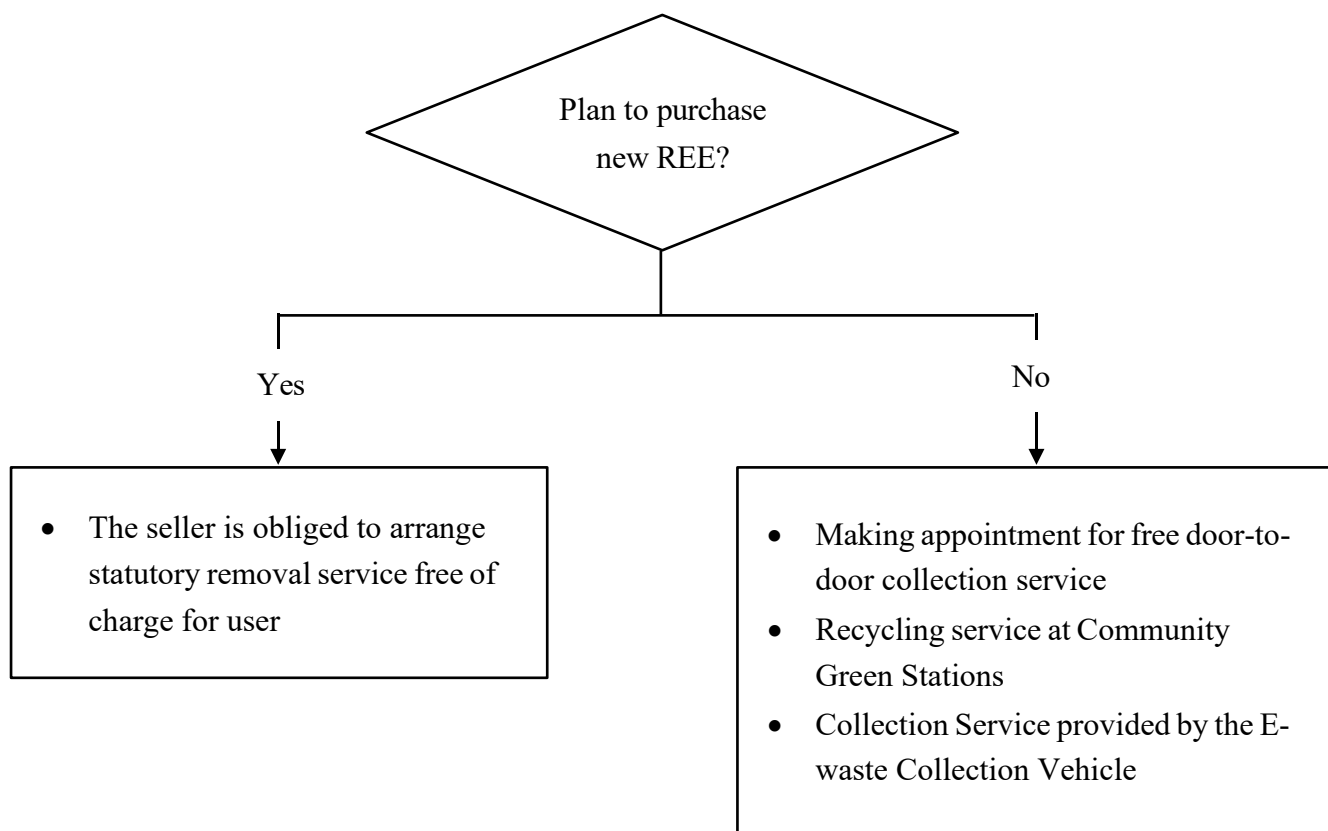 Plan to purchase
new REE?
Yes
No
• The seller is obliged to arrange
statutory removal service free of
charge for user
• Making appointment for free door-to-
door collection service
• Recycling service at Community
Green Stations
• Collection Service provided by the E-
waste Collection Vehicle